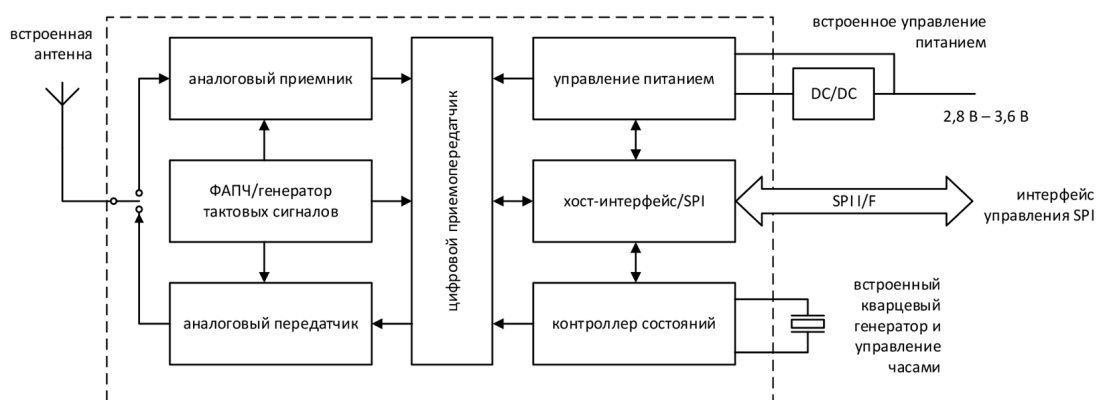 встроенная
антенна
аналоговый приемник
ФАПЧ/генератор
тактовых сигналов
аналоговый передатчик
цифровой приемопередатчик
управление питанием
хост-интерфейс/SPI
контроллер состояний
встроенное управление
питанием
DC/DC
2,8 В – 3,6 В
SPI I/F
интерфейс
управления SPI
встроенный
кварцевый
генератор и
управление
часами